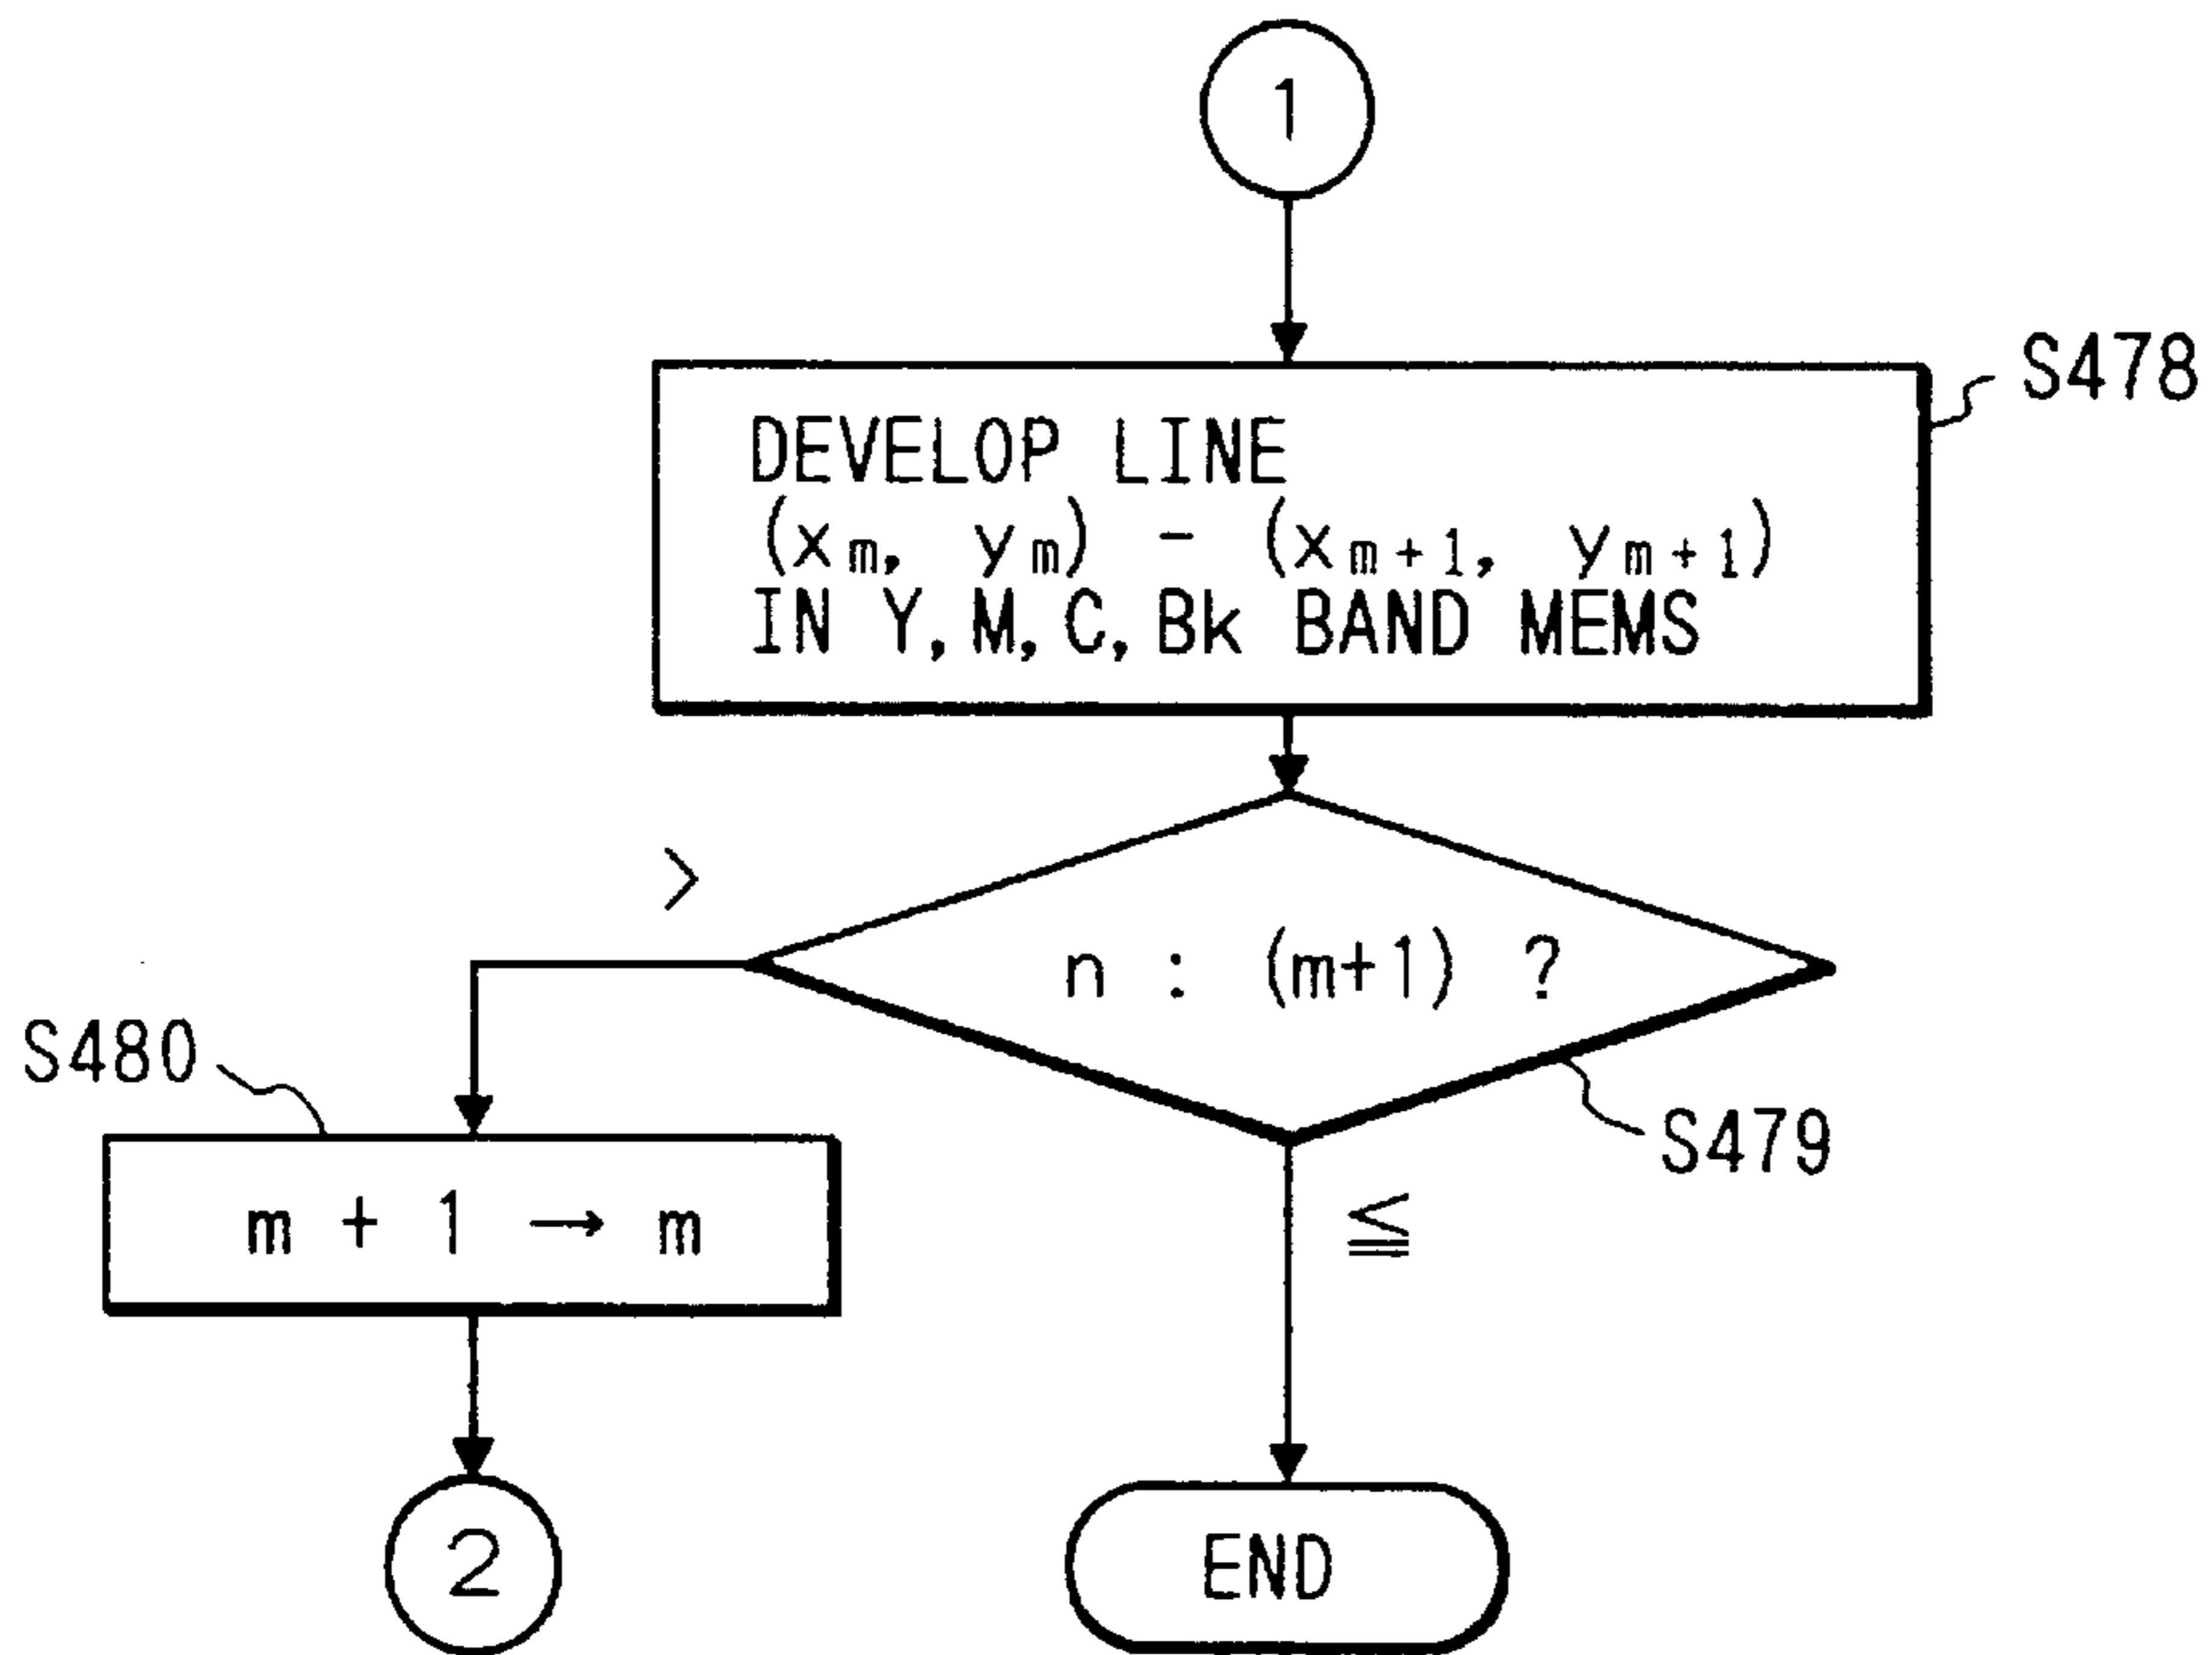 1
S478
DEVELOP LINE
(xm, ym) - (xm+1, ym+1)
IN Y, M, C, Bk BAND MEMS
>
n : (m+1) ?
S480
S479
m + 1 → m
≦
2
END